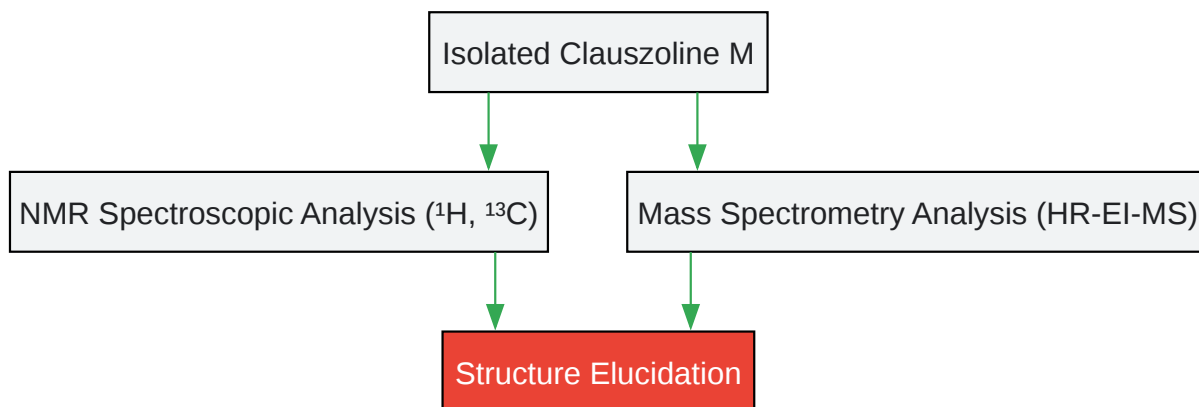 Isolated Clauszoline M
NMR Spectroscopic Analysis (¹H, ¹³C)
Mass Spectrometry Analysis (HR-EI-MS)
Structure Elucidation